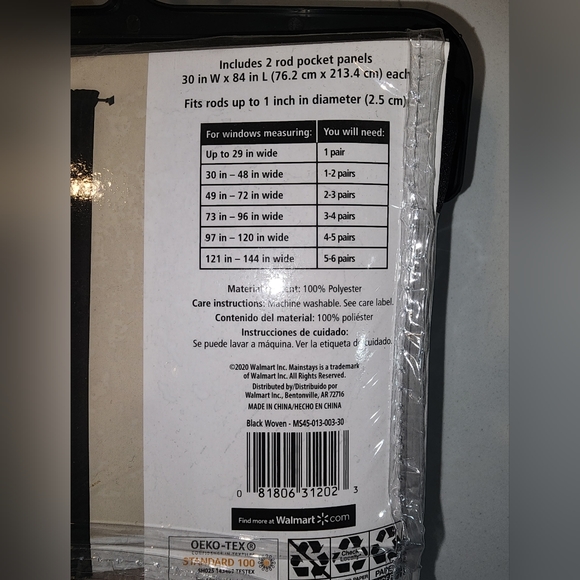 Includes 2 rod pocket panels
30 in W x 84 in L (76.2 cm x 213.4 cm) each
Fits rods up to 1 inch in diameter (2.5 cm)
For windows measuring: You will need:
Up to 29 in wide 1 pair
30 in – 48 in wide 1-2 pairs
49 in – 72 in wide 2-3 pairs
73 in – 96 in wide 3-4 pairs
97 in – 120 in wide 4-5 pairs
121 in – 144 in wide 5-6 pairs
100% Polyester
Care instructions: Machine washable. See care label.
Contenido del material: 100% poliéster
Instrucciones de cuidado:
Se puede lavar a máquina. Ver la etiqueta de cuidado.
©2020 Walmart Inc. Mainstays is a trademark
of Walmart Inc. All Rights Reserved.
Distributed by/Distribuido por
Walmart Inc., Bentonville, AR 72716
MADE IN CHINA/HECHO EN CHINA
Black Woven - MS45-013-003-30
0 81806 31202 3
Find more at Walmart.com
OEKO-TEX®
STANDARD 100